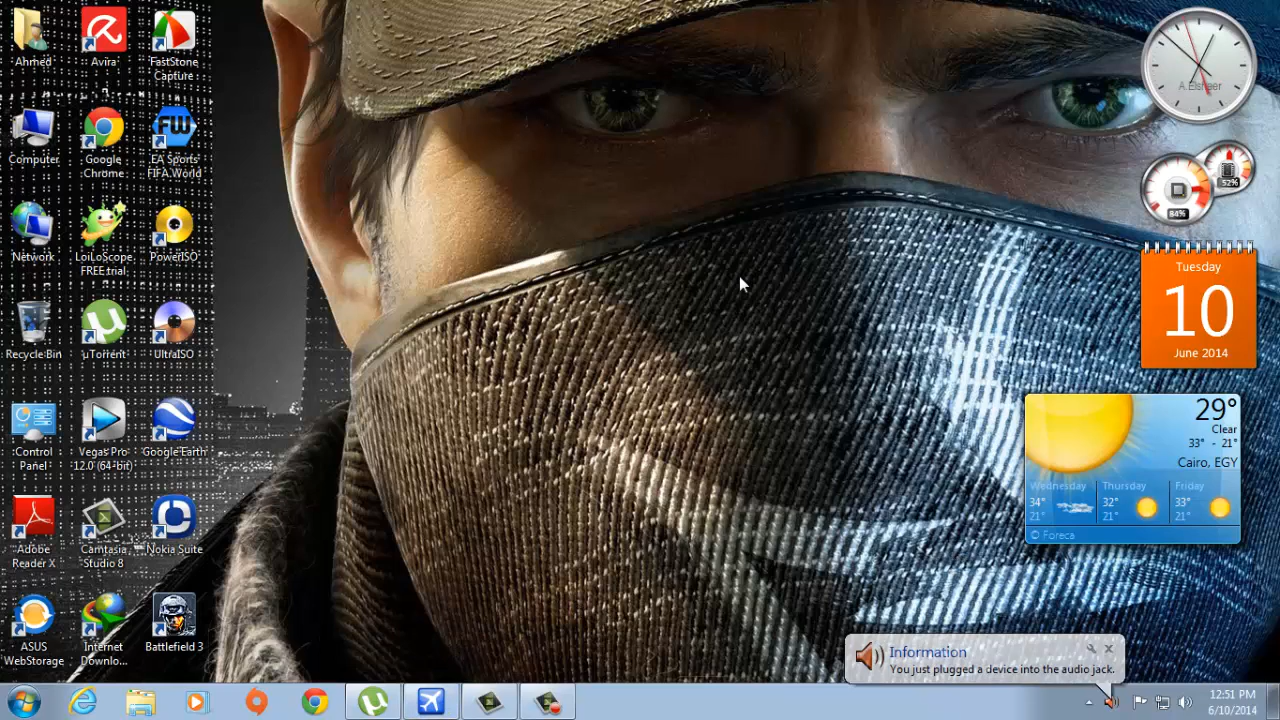 Ahmed
Avira
FastStone
Capture
Computer
Google
Chrome
EA Sports
FIFA World
FW
Network
LoiLoScope
FREE trial
PowerISO
Recycle Bin
µTorrent
UltraISO
Control
Panel
Vegas Pro
12.0 (64-bit)
Google Earth
Adobe
Reader X
Camtasia
Studio 8
Nokia Suite
ASUS
WebStorage
Internet
Downlo...
Battlefield 3
A.Elsheer
52%
84%
Tuesday
10
June 2014
29°
Clear
33° - 21°
Cairo, EGY
Wednesday
34°
21°
Thursday
32°
21°
Friday
33°
21°
© Foreca
Information
You just plugged a device into the audio jack.
12:51 PM
6/10/2014